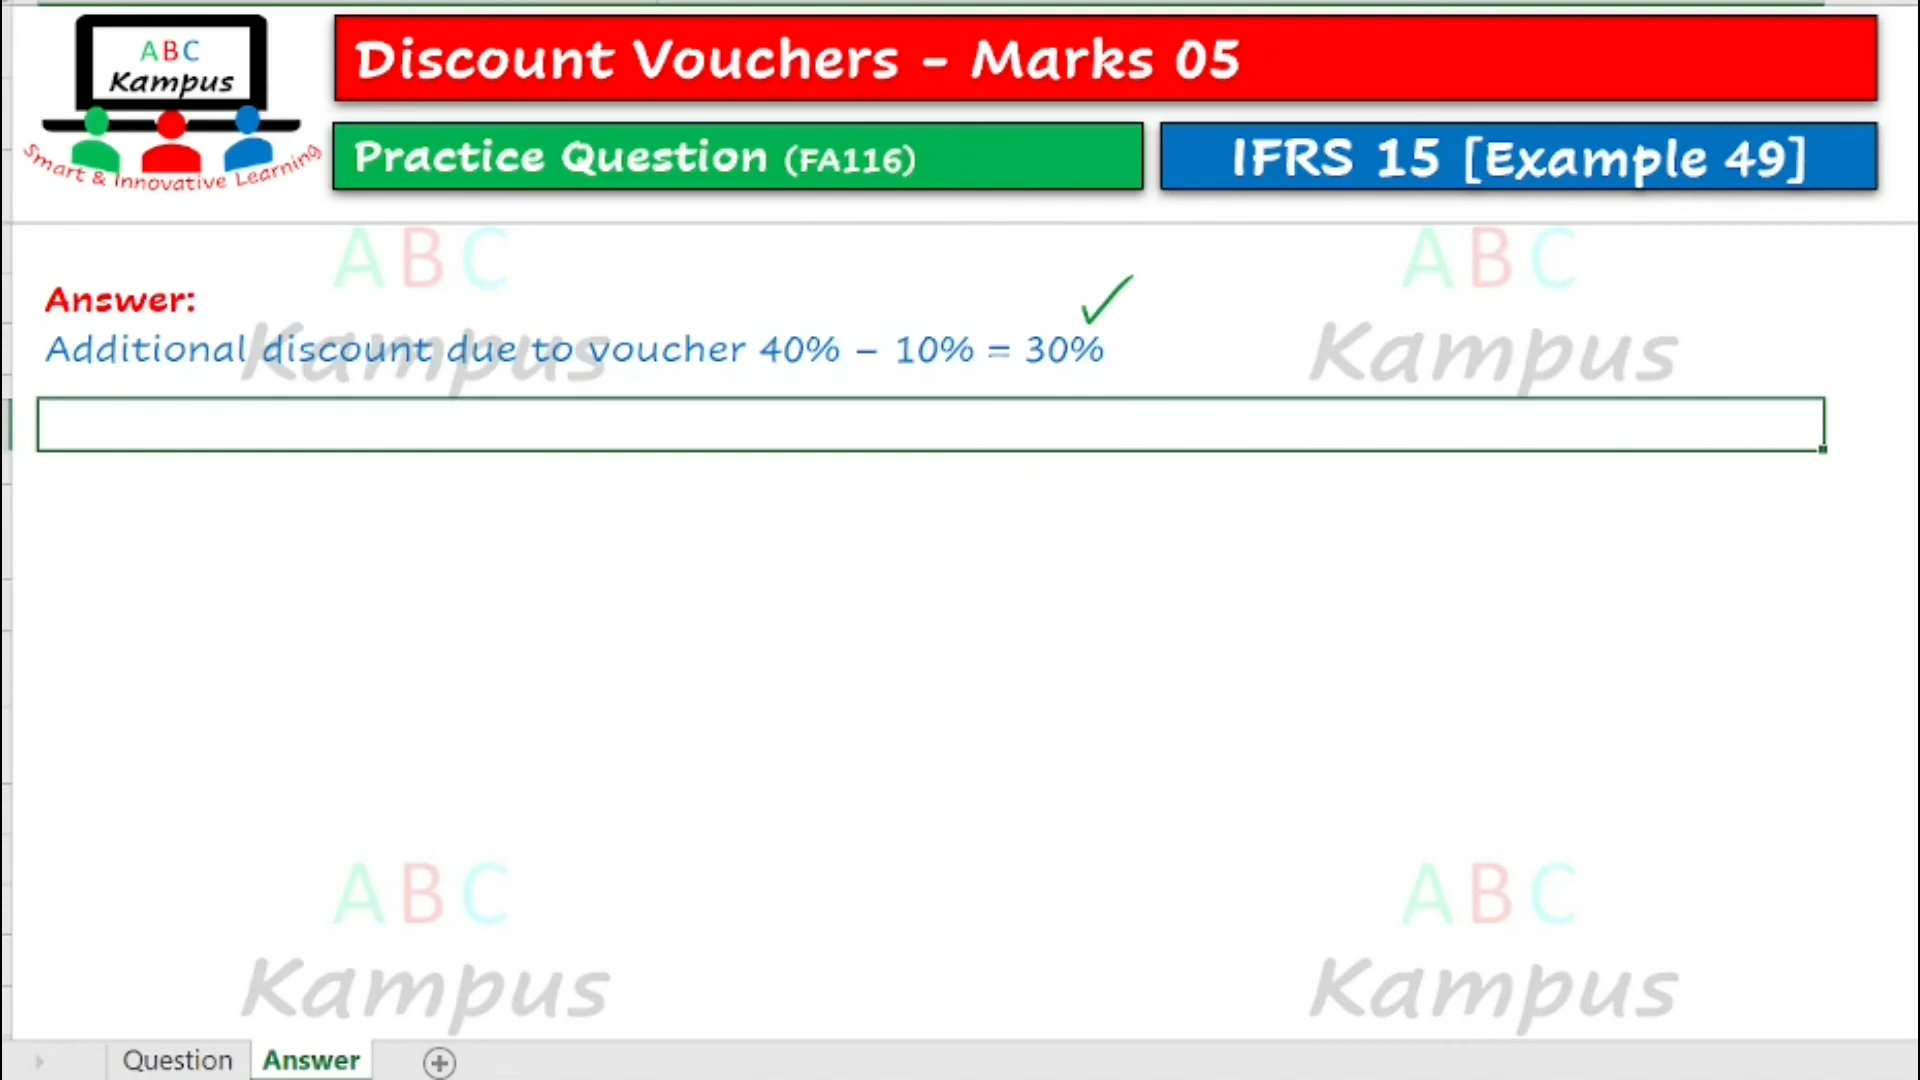 ABC
Kampus
Smart & Innovative Learning
Discount Vouchers - Marks 05
Practice Question (FA116)
IFRS 15 [Example 49]
ABC
Kampus
ABC
Kampus
Answer:
Additional discount due to voucher 40% – 10% = 30%
ABC
Kampus
ABC
Kampus
Question
Answer